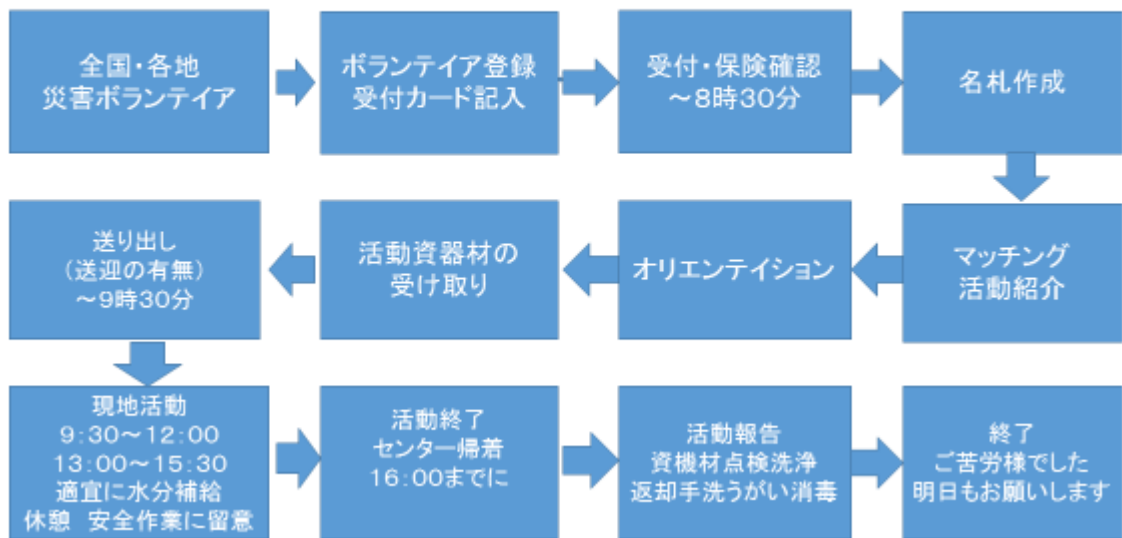 全国・各地
災害ボランテイア
ボランテイア登録
受付カード記入
受付・保険確認
～8時30分
名札作成
マッチング
活動紹介
オリエンテイション
活動資器材の
受け取り
送り出し
（送迎の有無）
～9時30分
現地活動
9:30～12:00
13:00～15:30
適宜に水分補給
休憩　安全作業に留意
活動終了
センター帰着
16:00までに
活動報告
資機材点検洗浄
返却手洗うがい消毒
終了
ご苦労様でした
明日もお願いします